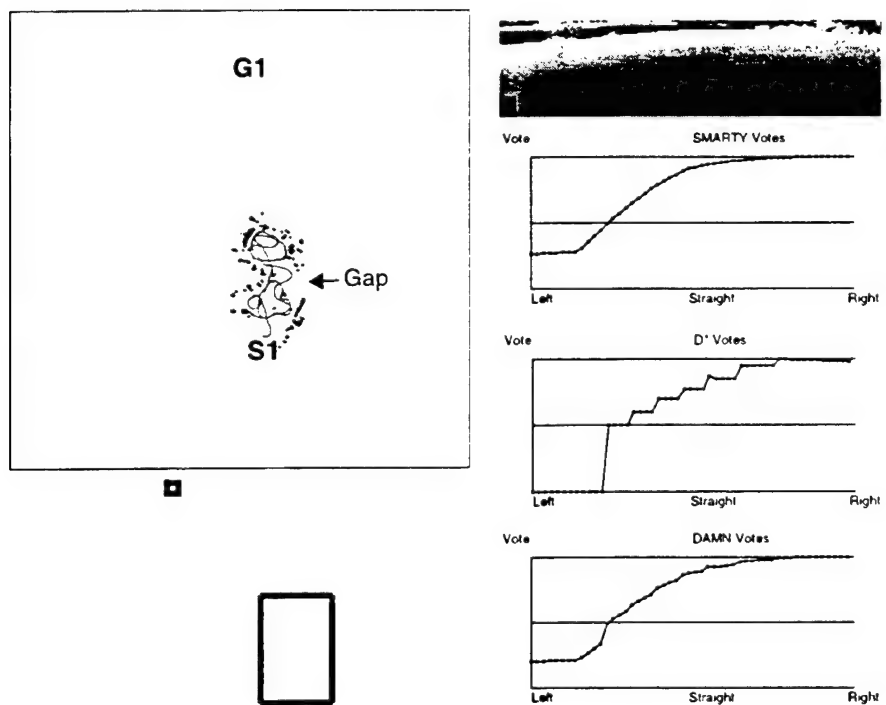 G1
Gap
S1
Vote SMARTY Votes
Left Straight Right
Vote D* Votes
Left Straight Right
Vote DAMN Votes
Left Straight Right